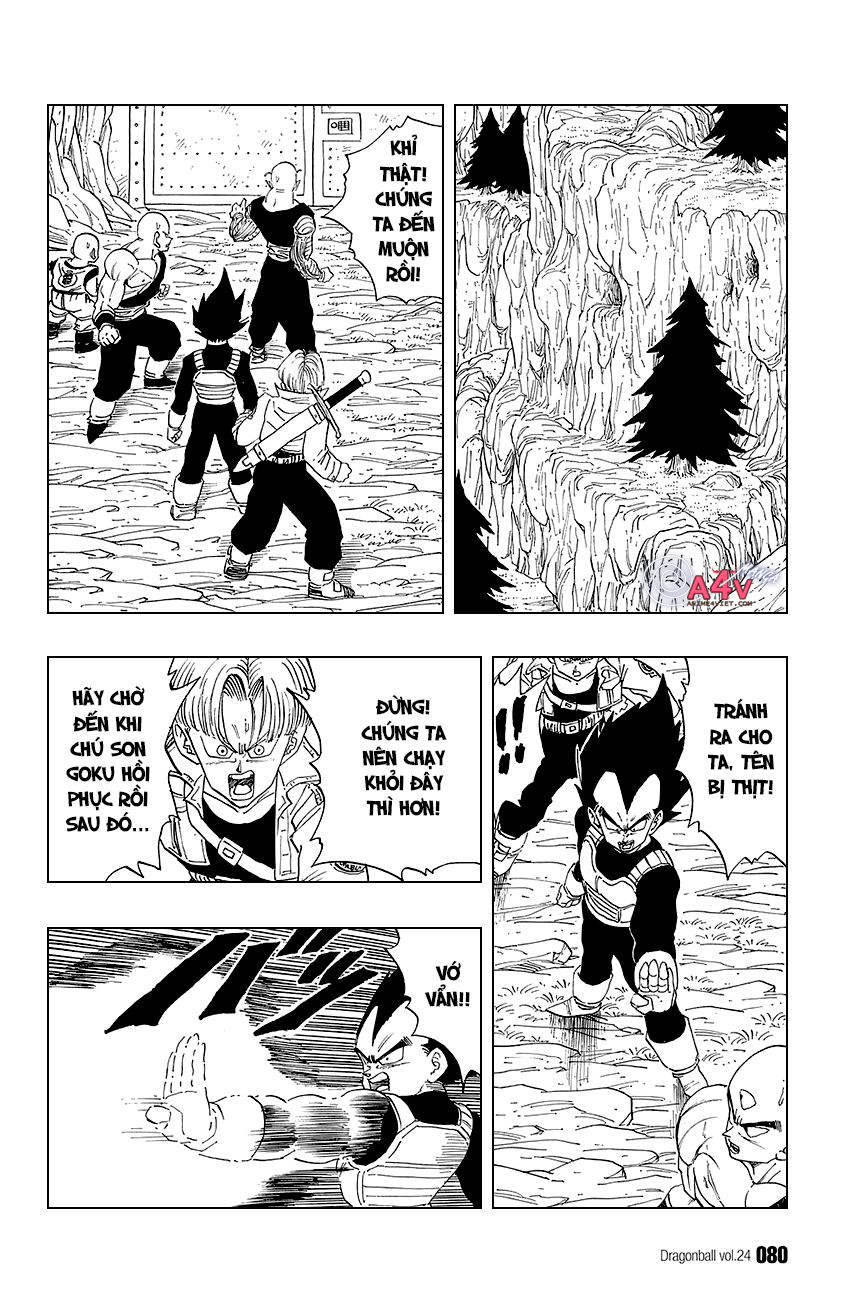 KHỈ
THẬT!
CHÚNG
TA ĐẾN
MUỘN
RỒI!
A4V
ANIME4VIET.COM
TRÁNH
RA CHO
TA, TÊN
BỊ THỊT!
ĐỪNG!
CHÚNG TA
NÊN CHẠY
KHỎI ĐÂY
THÌ HƠN!
HÃY CHỜ
ĐẾN KHI
CHÚ SON
GOKU HỒI
PHỤC RỒI
SAU ĐÓ...
VỚ
VẨN!!
Dragonball vol.24 080